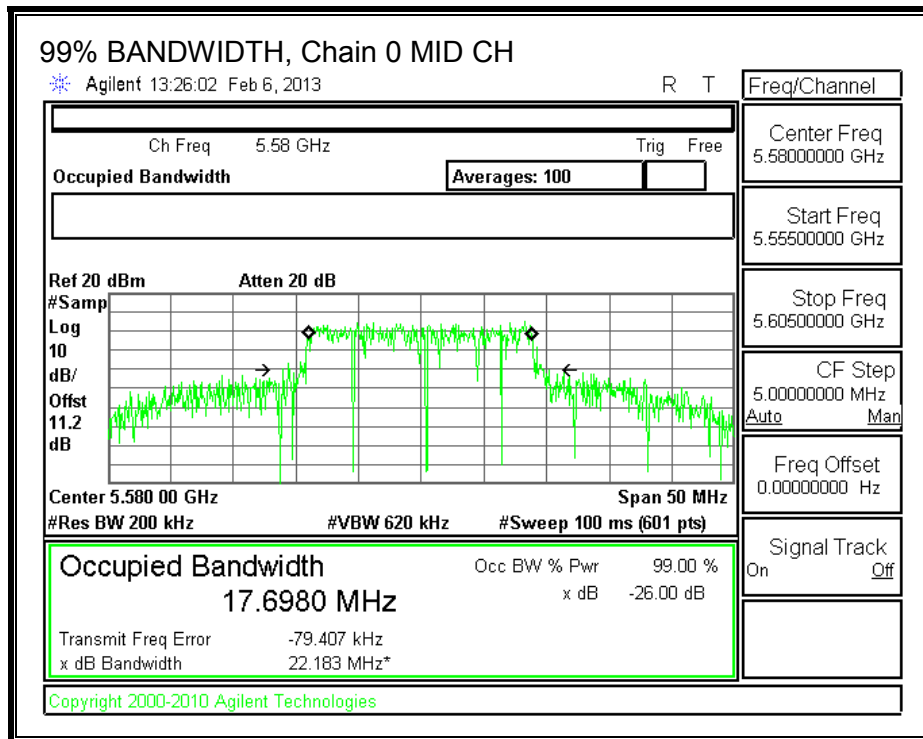 99% BANDWIDTH, Chain 0 MID CH
Agilent 13:26:02 Feb 6, 2013 R T
Freq/Channel
Ch Freq 5.58 GHz Trig Free
Occupied Bandwidth Averages: 100
Center Freq
5.58000000 GHz
Start Freq
5.55500000 GHz
Stop Freq
5.60500000 GHz
CF Step
5.00000000 MHz
Auto Man
Freq Offset
0.00000000 Hz
Signal Track
On Off
Ref 20 dBm Atten 20 dB
#Samp
Log
10
dB/
Offst
11.2
dB
Center 5.580 00 GHz Span 50 MHz
#Res BW 200 kHz #VBW 620 kHz #Sweep 100 ms (601 pts)
Occupied Bandwidth Occ BW % Pwr 99.00 %
17.6980 MHz x dB -26.00 dB
Transmit Freq Error -79.407 kHz
x dB Bandwidth 22.183 MHz*
Copyright 2000-2010 Agilent Technologies